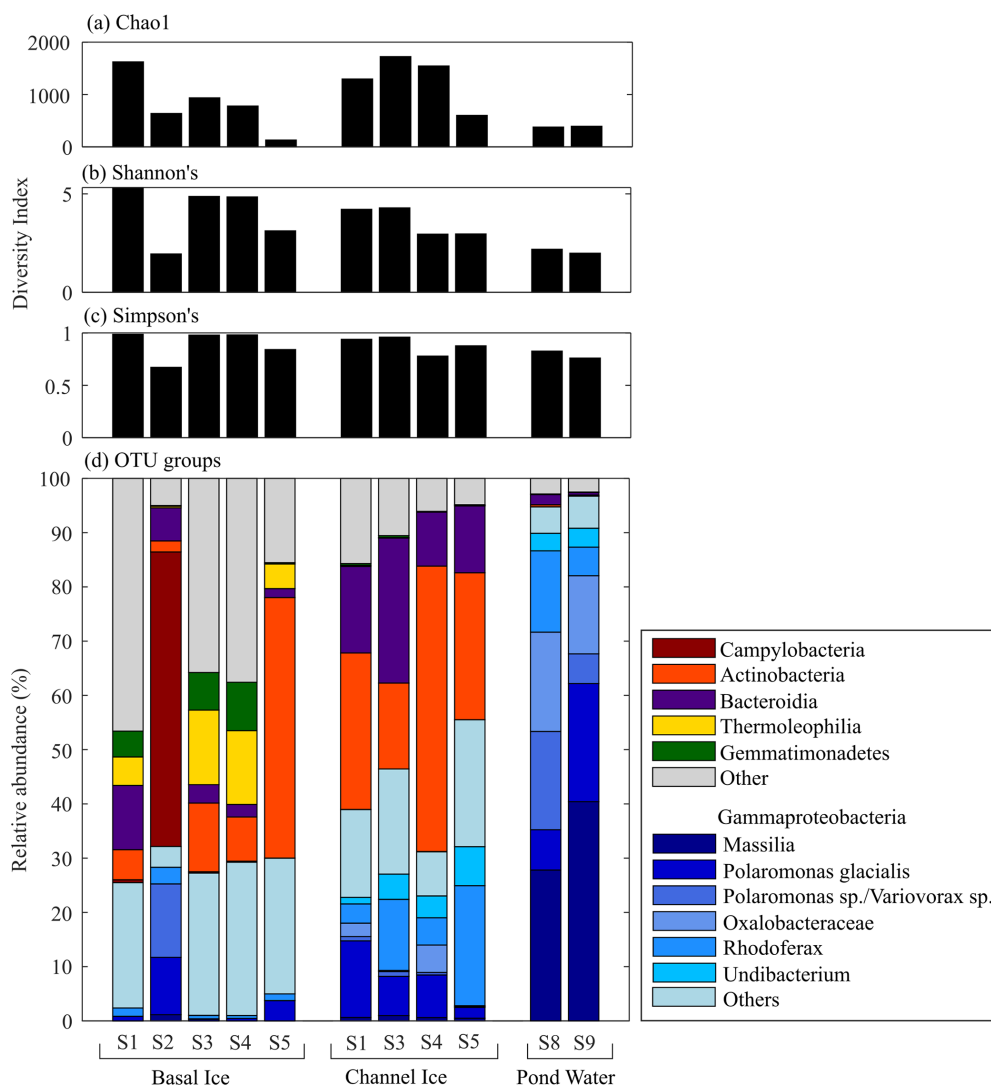 (a) Chao1
2000
1000
0
(b) Shannon's
5
0
(c) Simpson's
1
0.5
0
Diversity Index
(d) OTU groups
100
90
80
70
60
50
40
30
20
10
0
Relative abundance (%)
S1 S2 S3 S4 S5 S1 S3 S4 S5 S8 S9
Basal Ice Channel Ice Pond Water
Campylobacteria
Actinobacteria
Bacteroidia
Thermoleophilia
Gemmatimonadetes
Other
Gammaproteobacteria
Massilia
Polaromonas glacialis
Polaromonas sp./Variovorax sp.
Oxalobacteraceae
Rhodoferax
Undibacterium
Others